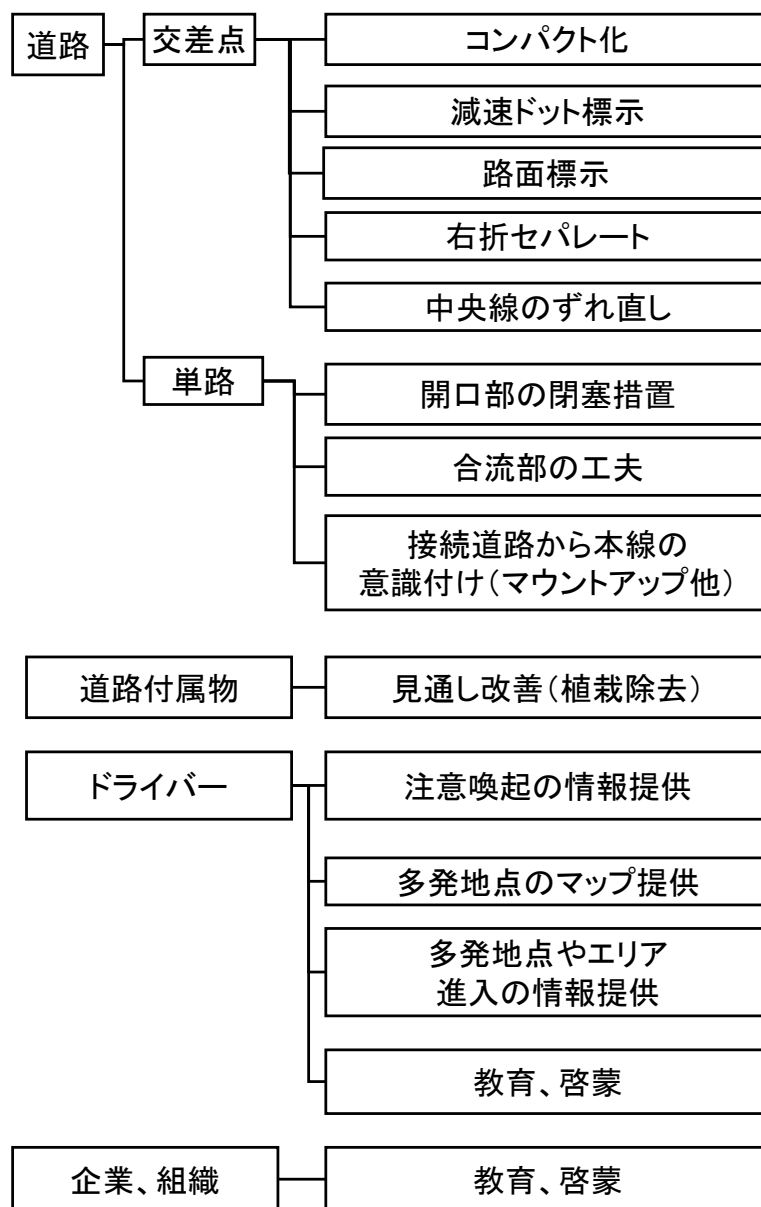 道路
交差点
コンパクト化
減速ドット標示
路面標示
右折セパレート
中央線のずれ直し
単路
開口部の閉塞措置
合流部の工夫
接続道路から本線の
意識付け（マウントアップ他）
道路付属物
見通し改善（植栽除去）
ドライバー
注意喚起の情報提供
多発地点のマップ提供
多発地点やエリア
進入の情報提供
教育、啓蒙
企業、組織
教育、啓蒙